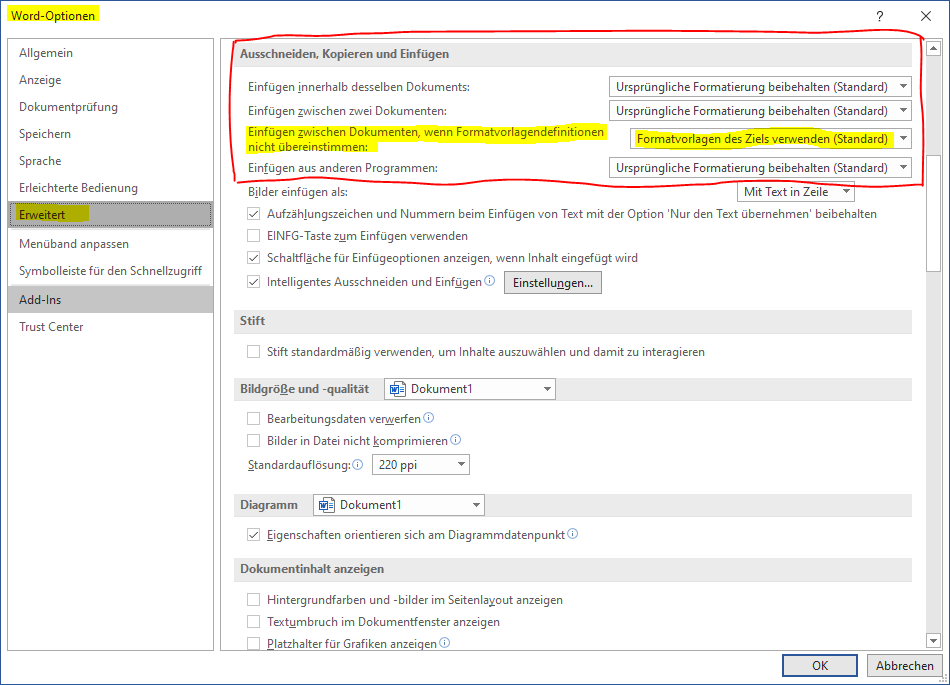 Word-Optionen
?
Allgemein
Anzeige
Dokumentprüfung
Speichern
Sprache
Erleichterte Bedienung
Erweitert
Menüband anpassen
Symbolleiste für den Schnellzugriff
Add-Ins
Trust Center
Ausschneiden, Kopieren und Einfügen
Einfügen innerhalb desselben Dokuments: Ursprüngliche Formatierung beibehalten (Standard)
Einfügen zwischen zwei Dokumenten: Ursprüngliche Formatierung beibehalten (Standard)
Einfügen zwischen Dokumenten, wenn Formatvorlagendefinitionen
nicht übereinstimmen: Formatvorlagen des Ziels verwenden (Standard)
Einfügen aus anderen Programmen: Ursprüngliche Formatierung beibehalten (Standard)
Bilder einfügen als: Mit Text in Zeile
Aufzählungszeichen und Nummern beim Einfügen von Text mit der Option 'Nur den Text übernehmen' beibehalten
EINFG-Taste zum Einfügen verwenden
Schaltfläche für Einfügeoptionen anzeigen, wenn Inhalt eingefügt wird
Intelligentes Ausschneiden und Einfügen Einstellungen...
Stift
Stift standardmäßig verwenden, um Inhalte auszuwählen und damit zu interagieren
Bildgröße und -qualität Dokument1
Bearbeitungsdaten verwerfen
Bilder in Datei nicht komprimieren
Standardauflösung: 220 ppi
Diagramm Dokument1
Eigenschaften orientieren sich am Diagrammdatenpunkt
Dokumentinhalt anzeigen
Hintergrundfarben und -bilder im Seitenlayout anzeigen
Textumbruch im Dokumentfenster anzeigen
Platzhalter für Grafiken anzeigen
OK Abbrechen